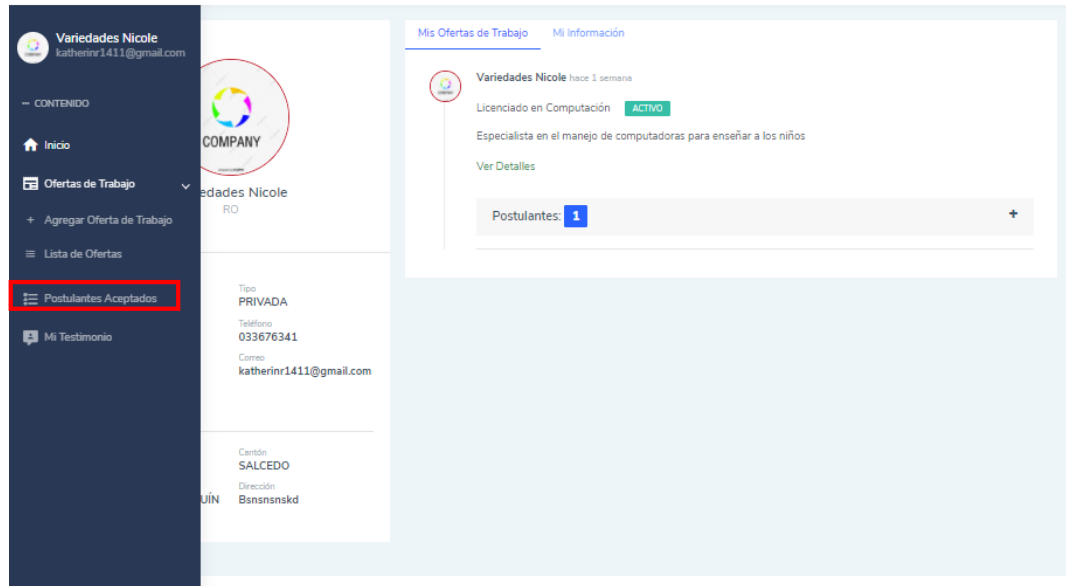 Variedades Nicole
katherinr1411@gmail.com
— CONTENIDO
Inicio
Ofertas de Trabajo
+ Agregar Oferta de Trabajo
Lista de Ofertas
Postulantes Aceptados
Mi Testimonio
COMPANY
edades Nicole
RO
Tipo
PRIVADA
Teléfono
033676341
Correo
katherinr1411@gmail.com
Cantón
SALCEDO
Dirección
UÍN Bsnsnsnskd
Mis Ofertas de Trabajo Mi Información
Variedades Nicole hace 1 semana
Licenciado en Computación ACTIVO
Especialista en el manejo de computadoras para enseñar a los niños
Ver Detalles
Postulantes: 1 +